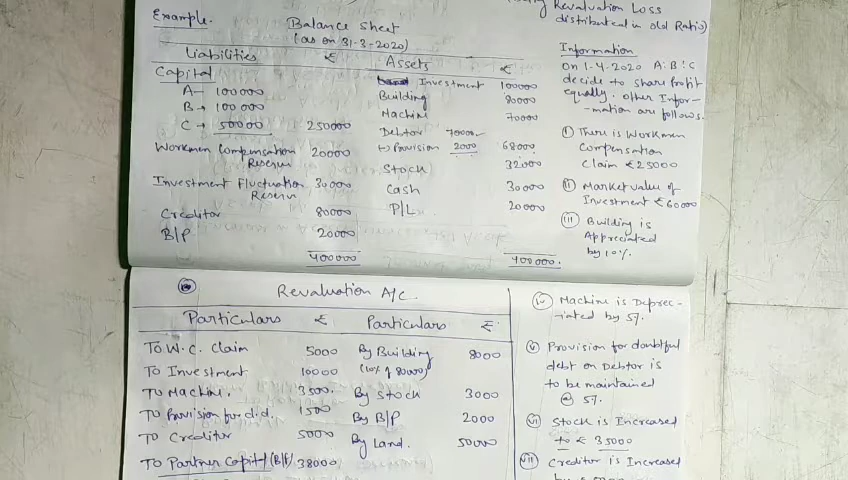 Revaluation Loss
distributed in old Ratio)
Example.
Balance Sheet
(as on 31-3-2020)
Liabilities ₹ Assets ₹
Capital
A— 100000
B → 100000
C → 50000 250000
Workmen Compensation Reserve 20000
Investment Fluctuation Reserve 30000
Creditor 80000
B/P 20000
400000
Investment 100000
Building 80000
Machine 70000
Debtor 70000
(-) Provision 2000 68000
Stock 32000
Cash 30000
P/L 20000
400000.
Information
On 1-4-2020 A:B:C
decide to share Profit
equally. Other Infor-
-mation are follows.
(i) There is Workmen
Compensation
Claim ₹ 25000
(ii) Market value of
Investment ₹ 60000
(iii) Building is
Appreciated
by 10%.
Revaluation A/C.
Particulars ₹ Particulars ₹
To W.C. Claim 5000 By Building 8000
To Investment 10000 (10% of 80000)
To Machine. 3500. By Stock 3000
To Provision for d.d. 1500 By B/P 2000
To Creditor 5000 By Land. 50000
To Partner Capital (B/f) 38000
(iv) Machine is Deprec-
-iated by 5%.
(v) Provision for doubtful
debt on Debtor is
to be maintained
@ 5%.
(vi) Stock is Increased
to ₹ 35000
(vii) Creditor is Increased